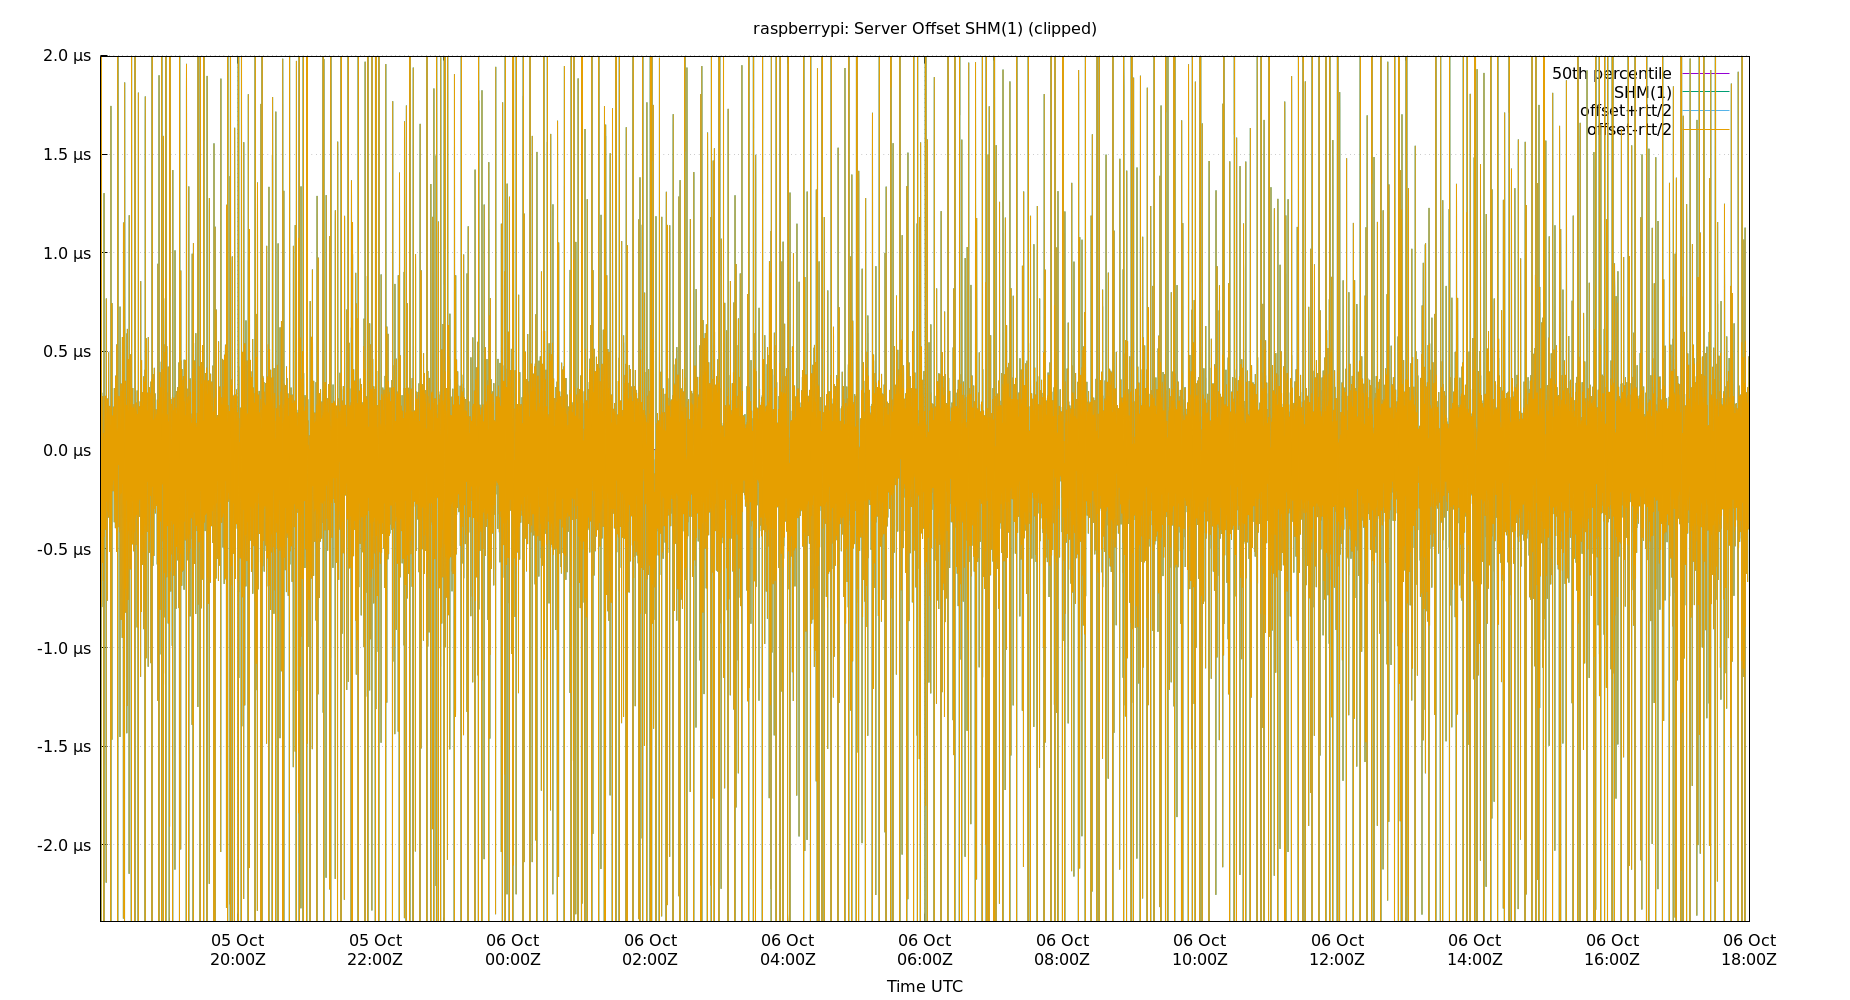 raspberrypi: Server Offset SHM(1) (clipped)
2.0 µs
1.5 µs
1.0 µs
0.5 µs
0.0 µs
-0.5 µs
-1.0 µs
-1.5 µs
-2.0 µs
50th percentile
SHM(1)
offset+rtt/2
offset-rtt/2
05 Oct 05 Oct 06 Oct 06 Oct 06 Oct 06 Oct 06 Oct 06 Oct 06 Oct 06 Oct 06 Oct 06 Oct
20:00Z 22:00Z 00:00Z 02:00Z 04:00Z 06:00Z 08:00Z 10:00Z 12:00Z 14:00Z 16:00Z 18:00Z
Time UTC